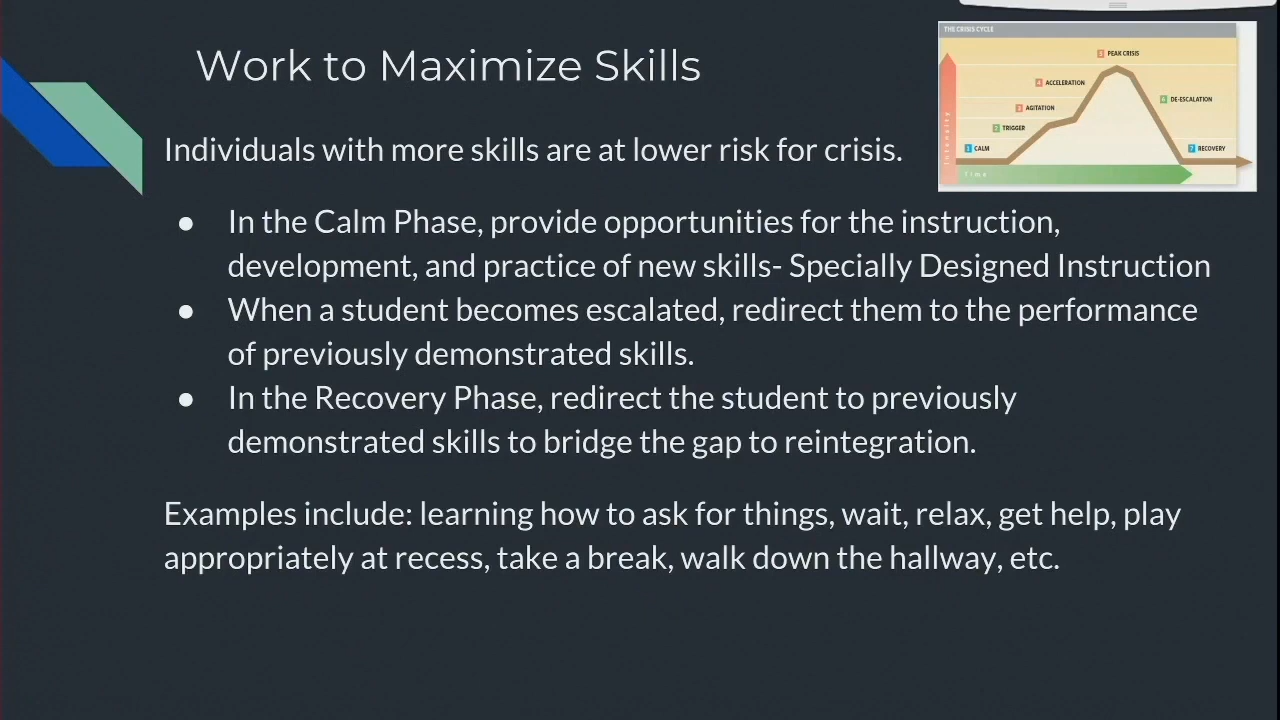 Work to Maximize Skills
THE CRISIS CYCLE
5 PEAK CRISIS
4 ACCELERATION
6 DE-ESCALATION
3 AGITATION
2 TRIGGER
1 CALM
7 RECOVERY
Intensity
Time
Individuals with more skills are at lower risk for crisis.
● In the Calm Phase, provide opportunities for the instruction,
development, and practice of new skills- Specially Designed Instruction
● When a student becomes escalated, redirect them to the performance
of previously demonstrated skills.
● In the Recovery Phase, redirect the student to previously
demonstrated skills to bridge the gap to reintegration.
Examples include: learning how to ask for things, wait, relax, get help, play
appropriately at recess, take a break, walk down the hallway, etc.